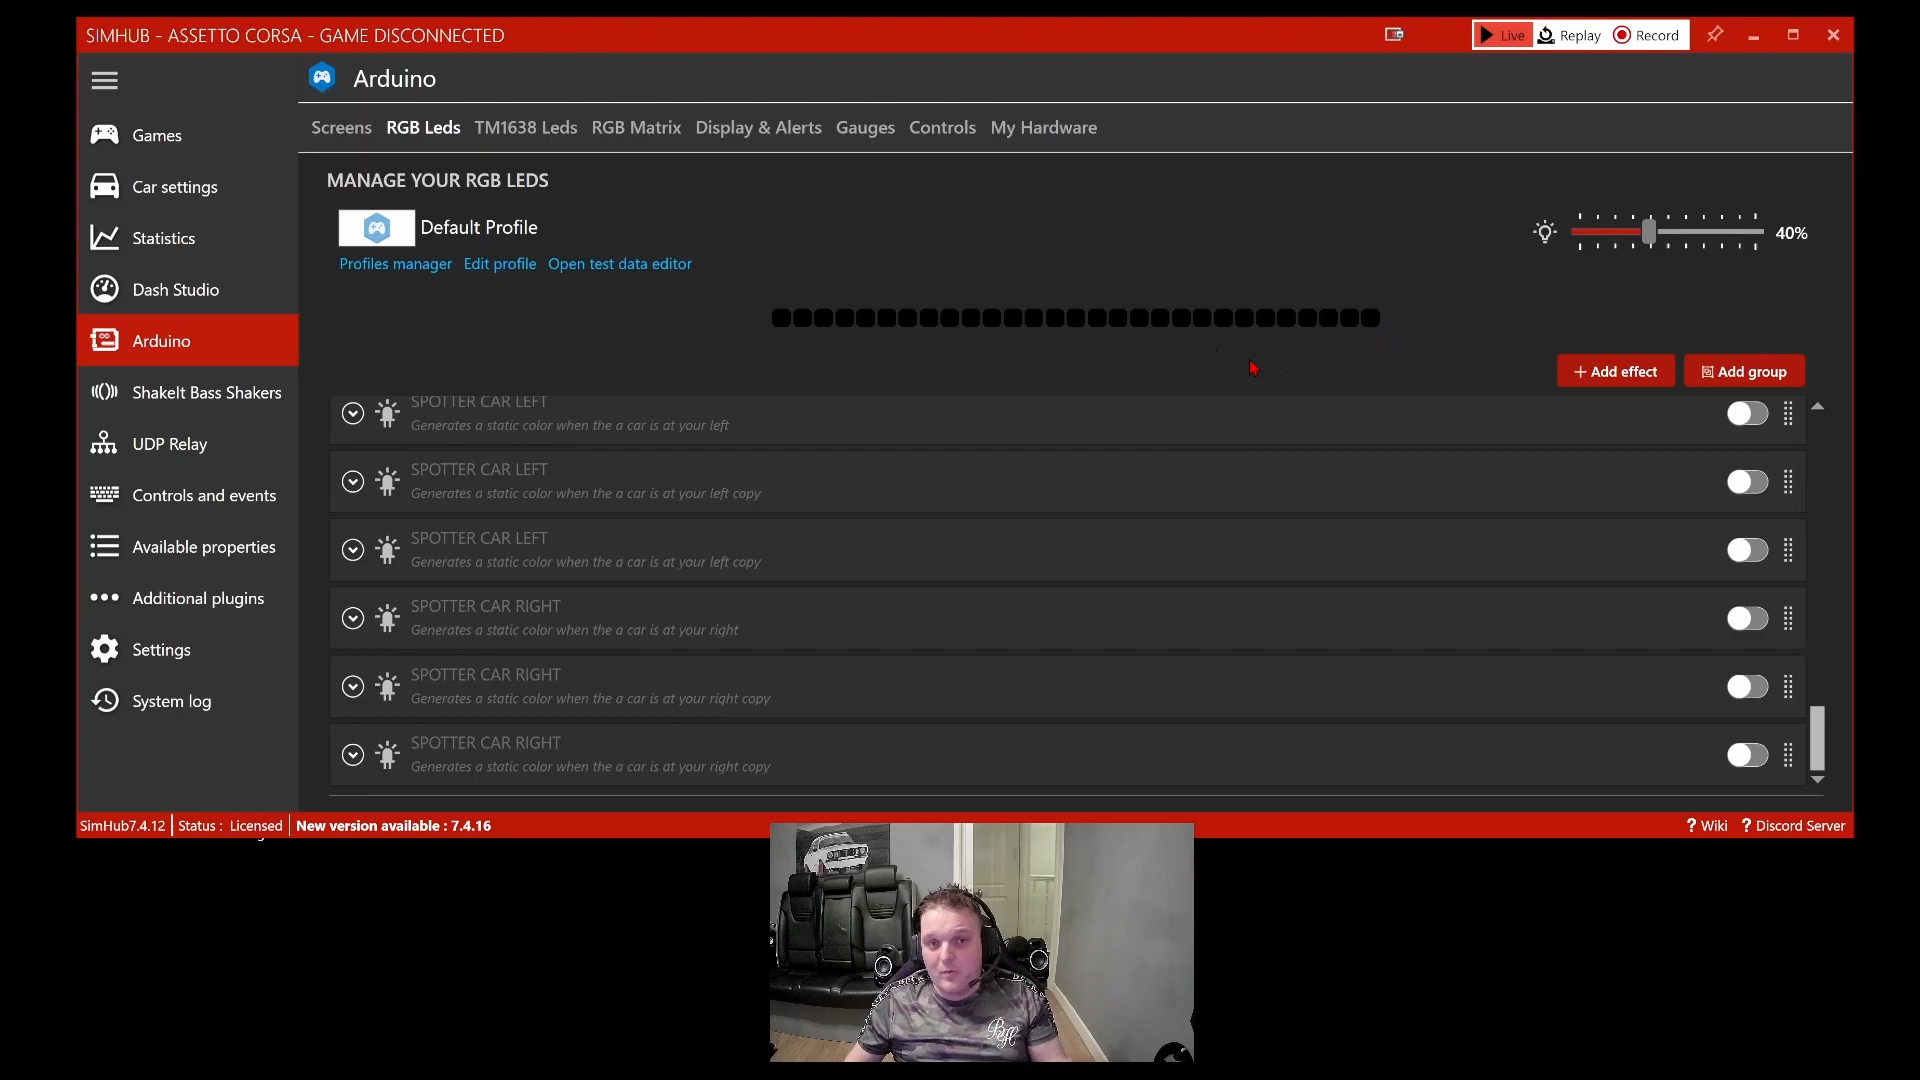 SIMHUB - ASSETTO CORSA - GAME DISCONNECTED
Live Replay Record
Arduino
Screens RGB Leds TM1638 Leds RGB Matrix Display & Alerts Gauges Controls My Hardware
Games
Car settings
Statistics
Dash Studio
Arduino
ShakeIt Bass Shakers
UDP Relay
Controls and events
Available properties
Additional plugins
Settings
System log
MANAGE YOUR RGB LEDS
Default Profile
40%
Profiles manager Edit profile Open test data editor
+ Add effect Add group
SPOTTER CAR LEFT
Generates a static color when the a car is at your left
SPOTTER CAR LEFT
Generates a static color when the a car is at your left copy
SPOTTER CAR LEFT
Generates a static color when the a car is at your left copy
SPOTTER CAR RIGHT
Generates a static color when the a car is at your right
SPOTTER CAR RIGHT
Generates a static color when the a car is at your right copy
SPOTTER CAR RIGHT
Generates a static color when the a car is at your right copy
SimHub7.4.12 Status : Licensed New version available : 7.4.16
? Wiki ? Discord Server